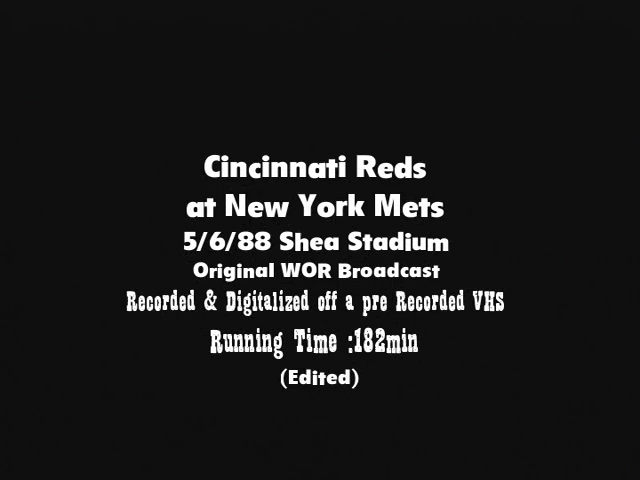 Cincinnati Reds
at New York Mets
5/6/88 Shea Stadium
Original WOR Broadcast
Recorded & Digitalized off a pre Recorded VHS
Running Time :182min
(Edited)